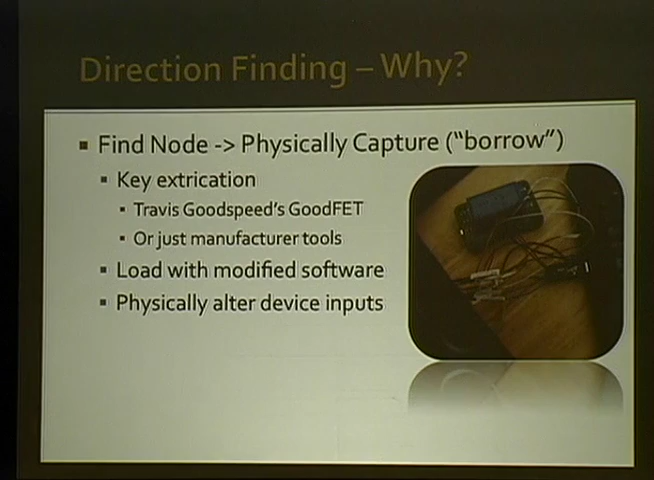 Direction Finding – Why?
▪ Find Node -> Physically Capture (“borrow”)
▪ Key extrication
▪ Travis Goodspeed’s GoodFET
▪ Or just manufacturer tools
▪ Load with modified software
▪ Physically alter device inputs